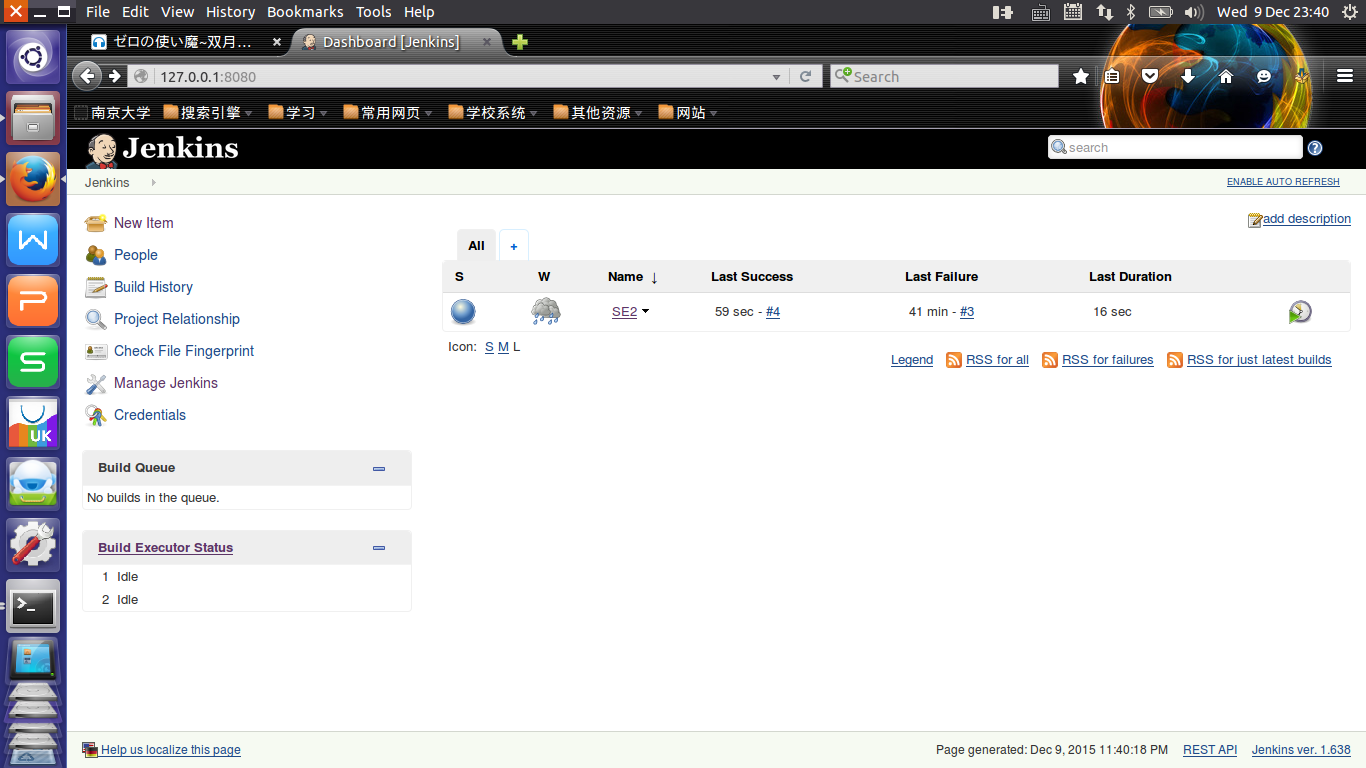 File Edit View History Bookmarks Tools Help
Wed 9 Dec 23:40
ゼロの使い魔~双月...
Dashboard [Jenkins]
127.0.0.1:8080
Search
南京大学 搜索引擎 学习 常用网页 学校系统 其他资源 网站
Jenkins
search
Jenkins
ENABLE AUTO REFRESH
New Item
People
Build History
Project Relationship
Check File Fingerprint
Manage Jenkins
Credentials
Build Queue
No builds in the queue.
Build Executor Status
1 Idle
2 Idle
add description
All +
S W Name ↓ Last Success Last Failure Last Duration
SE2 59 sec - #4 41 min - #3 16 sec
Icon: S M L
Legend RSS for all RSS for failures RSS for just latest builds
UK
Help us localize this page
Page generated: Dec 9, 2015 11:40:18 PM REST API Jenkins ver. 1.638